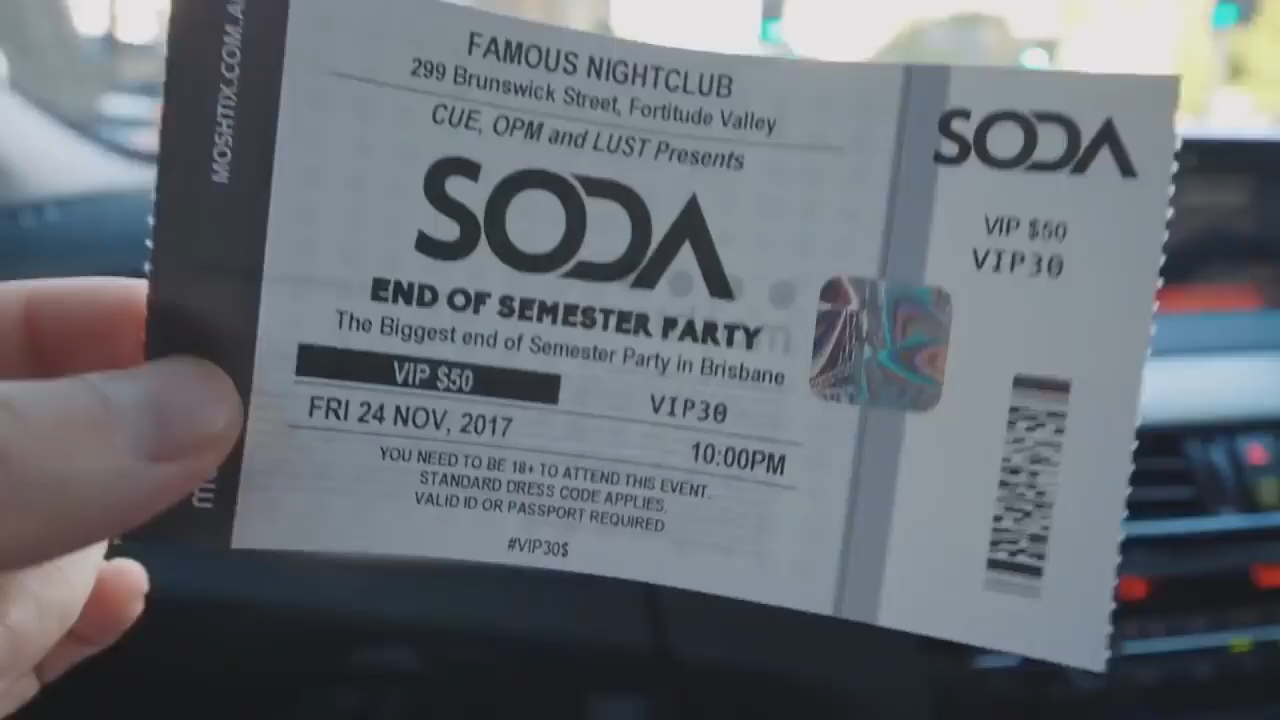 MOSHTIX.COM.A
FAMOUS NIGHTCLUB
299 Brunswick Street, Fortitude Valley
CUE, OPM and LUST Presents
SODA
END OF SEMESTER PARTY
The Biggest end of Semester Party in Brisbane
VIP $50
VIP30
FRI 24 NOV, 2017
10:00PM
YOU NEED TO BE 18+ TO ATTEND THIS EVENT.
STANDARD DRESS CODE APPLIES.
VALID ID OR PASSPORT REQUIRED
#VIP30$
SODA
VIP $50
VIP30